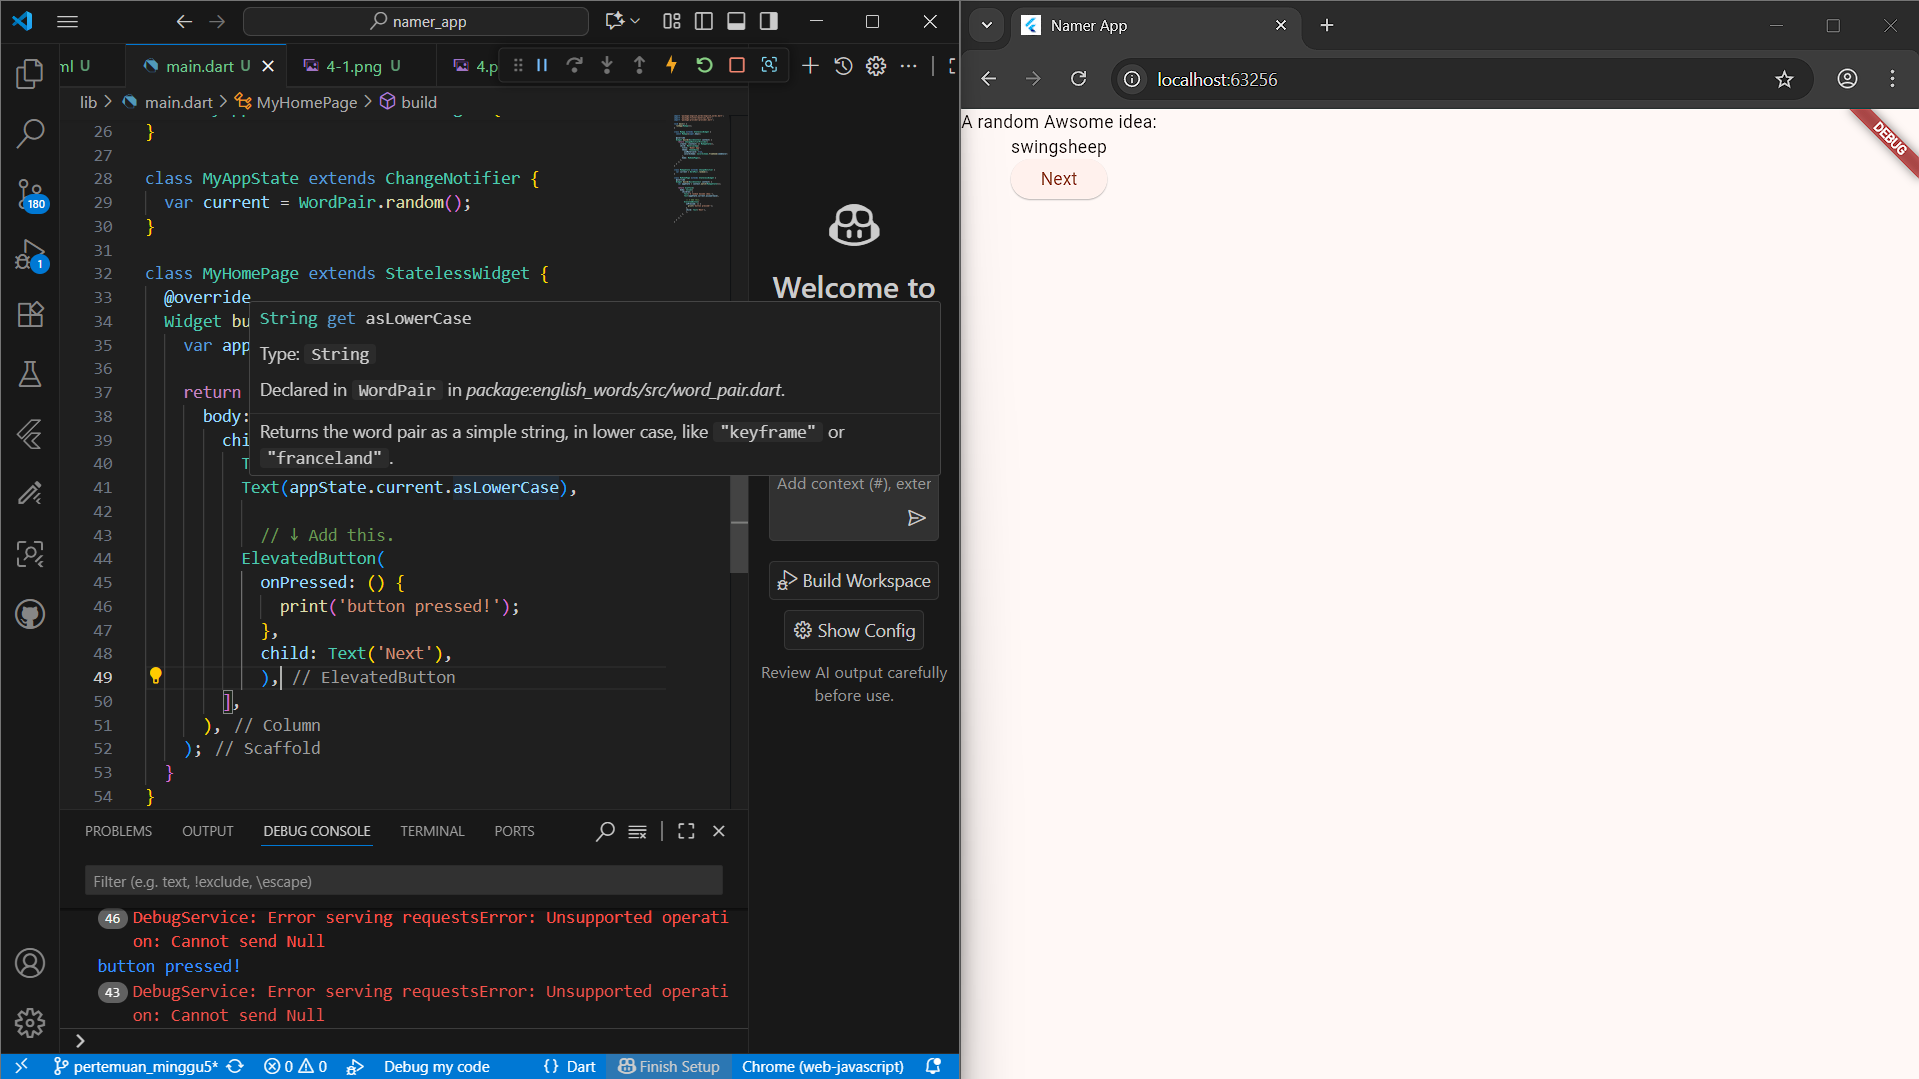 namer_app
ml U
main.dart U
4-1.png U
4.p
lib > main.dart > MyHomePage > build
26 }
27
28 class MyAppState extends ChangeNotifier {
29 var current = WordPair.random();
30 }
31
32 class MyHomePage extends StatelessWidget {
33 @override
34 Widget bu
35 var app
36
37 return
38 body:
39 chi
40 T
String get asLowerCase
Type: String
Declared in WordPair in package:english_words/src/word_pair.dart.
Returns the word pair as a simple string, in lower case, like "keyframe" or
"franceland".
41 Text(appState.current.asLowerCase),
42
43 // ↓ Add this.
44 ElevatedButton(
45 onPressed: () {
46 print('button pressed!');
47 },
48 child: Text('Next'),
49 ), // ElevatedButton
50 ],
51 ), // Column
52 ); // Scaffold
53 }
54 }
180
1
Welcome to
Add context (#), exter
Build Workspace
Show Config
Review AI output carefully
before use.
PROBLEMS OUTPUT DEBUG CONSOLE TERMINAL PORTS
Filter (e.g. text, !exclude, \escape)
46 DebugService: Error serving requestsError: Unsupported operati
on: Cannot send Null
button pressed!
43 DebugService: Error serving requestsError: Unsupported operati
on: Cannot send Null
pertemuan_minggu5* 0 0 Debug my code {} Dart Finish Setup Chrome (web-javascript)
Namer App
localhost:63256
A random Awsome idea:
swingsheep
Next
DEBUG